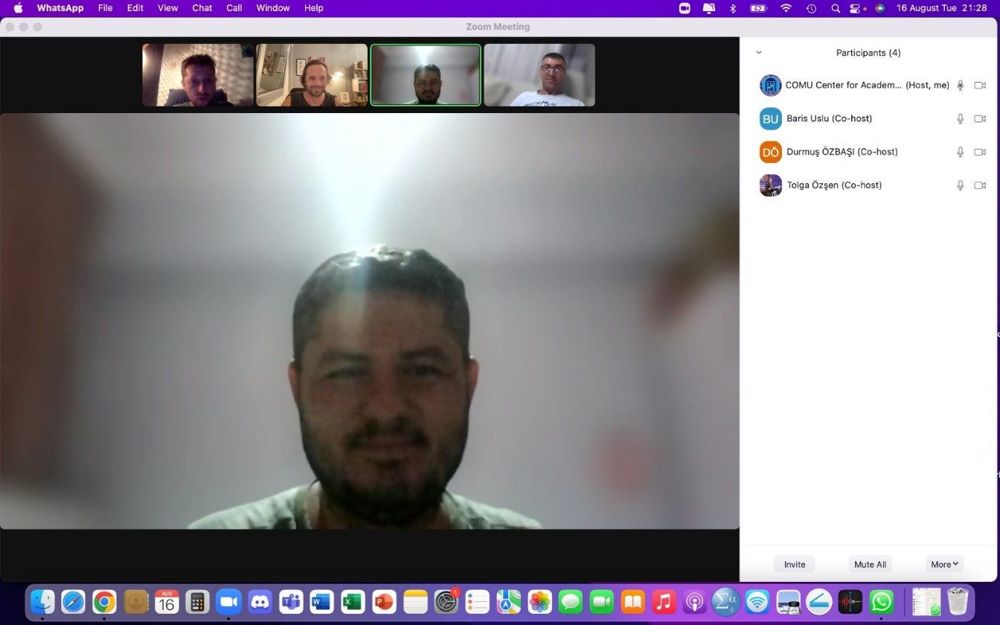 WhatsApp File Edit View Chat Call Window Help 16 August Tue 21:28
Zoom Meeting
Participants (4)
COMU Center for Academ... (Host, me)
BU Baris Uslu (Co-host)
DÖ Durmuş ÖZBAŞI (Co-host)
Tolga Özşen (Co-host)
Invite Mute All More
AUG
16
1